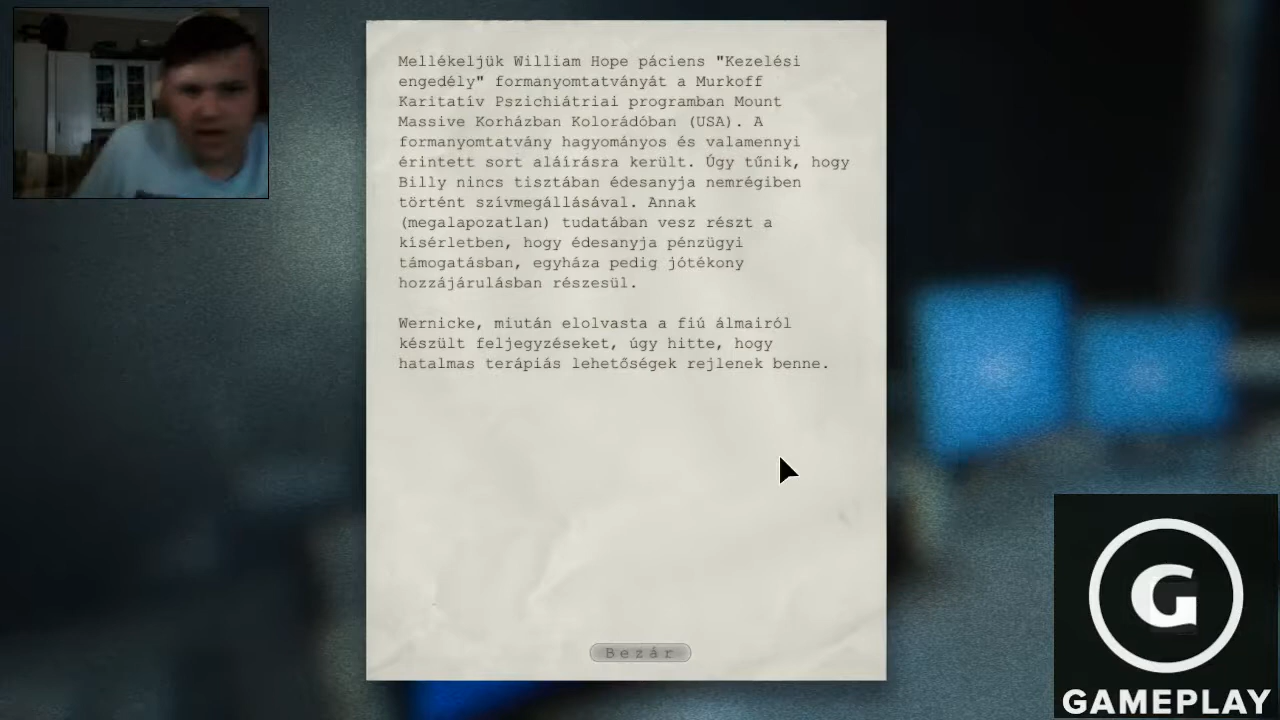 Mellékeljük William Hope páciens "Kezelési
engedély" formanyomtatványát a Murkoff
Karitatív Pszichiátriai programban Mount
Massive Korházban Kolorádóban (USA). A
formanyomtatvány hagyományos és valamennyi
érintett sort aláírásra került. Úgy tűnik, hogy
Billy nincs tisztában édesanyja nemrégiben
történt szívmegállásával. Annak
(megalapozatlan) tudatában vesz részt a
kísérletben, hogy édesanyja pénzügyi
támogatásban, egyháza pedig jótékony
hozzájárulásban részesül.
Wernicke, miután elolvasta a fiú álmairól
készült feljegyzéseket, úgy hitte, hogy
hatalmas terápiás lehetőségek rejlenek benne.
Bezár
G
GAMEPLAY